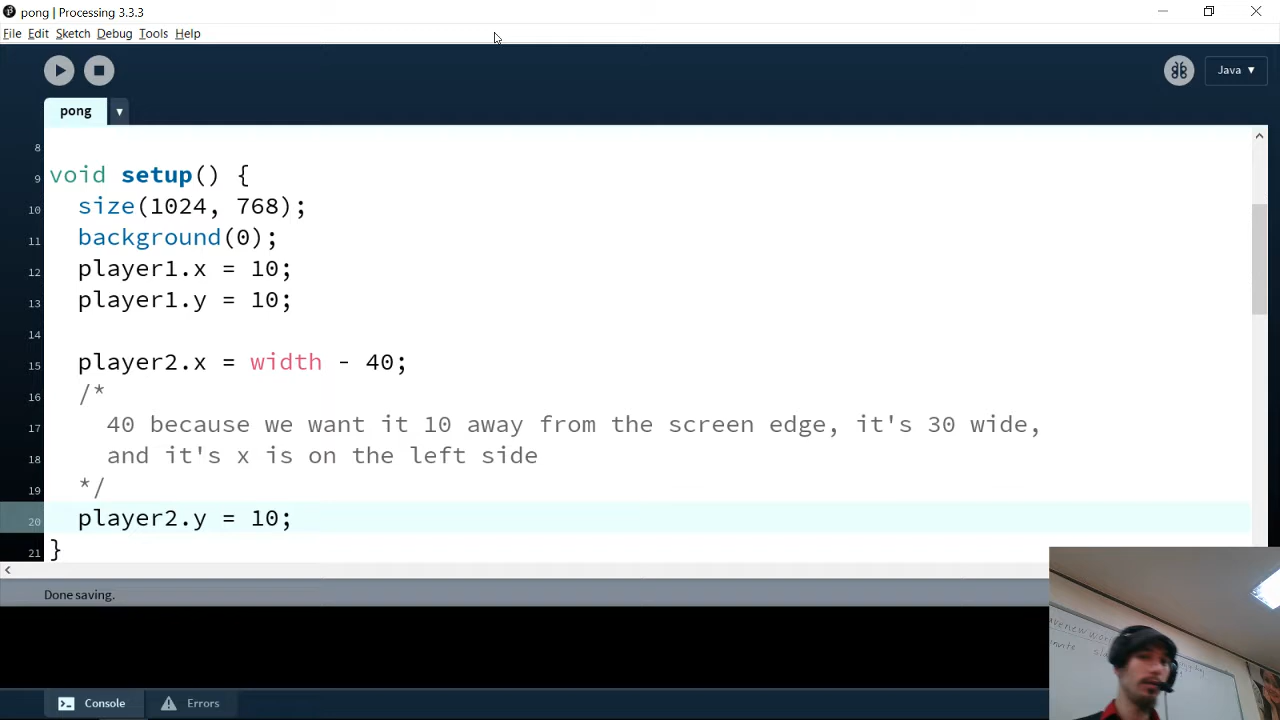 pong | Processing 3.3.3
File Edit Sketch Debug Tools Help
Java ▼
pong ▼
8
9 void setup() {
10 size(1024, 768);
11 background(0);
12 player1.x = 10;
13 player1.y = 10;
14
15 player2.x = width - 40;
16 /*
17 40 because we want it 10 away from the screen edge, it's 30 wide,
18 and it's x is on the left side
19 */
20 player2.y = 10;
21 }
Done saving.
Console Errors